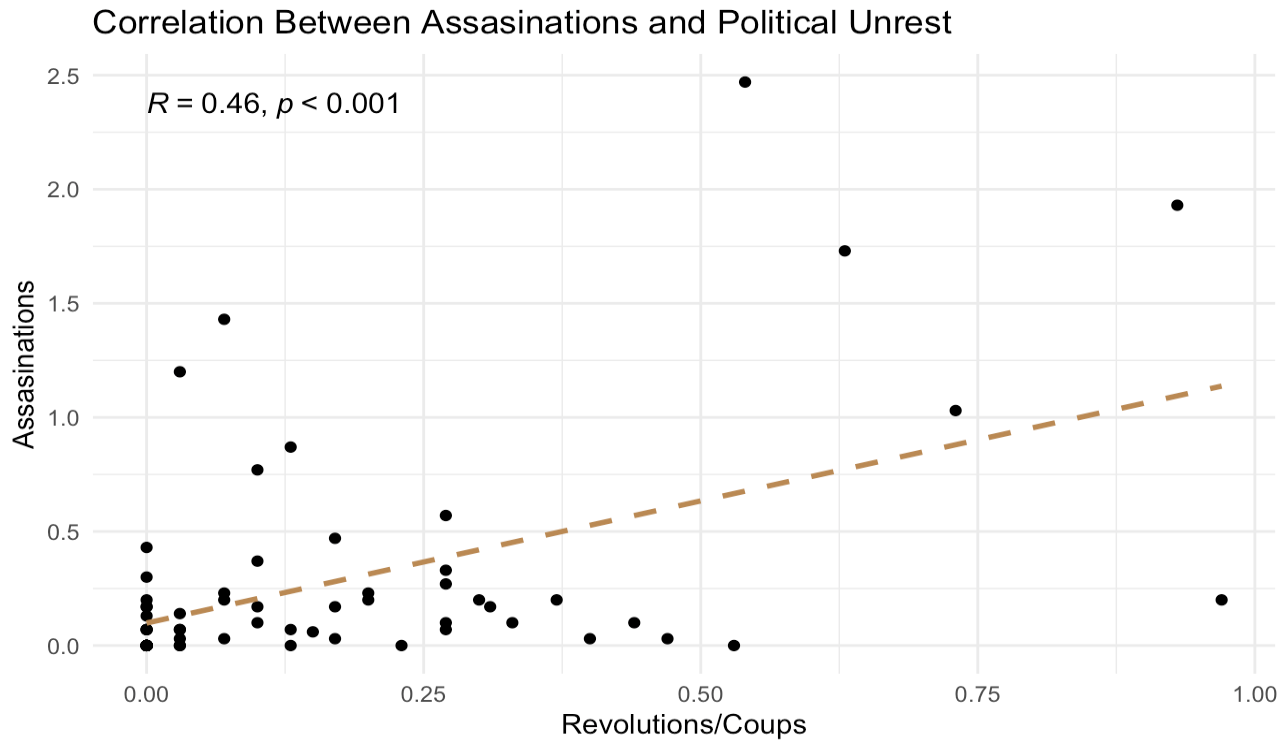 Correlation Between Assasinations and Political Unrest
R = 0.46, p < 0.001
2.5
2.0
1.5
1.0
0.5
0.0
Assasinations
0.00 0.25 0.50 0.75 1.00
Revolutions/Coups